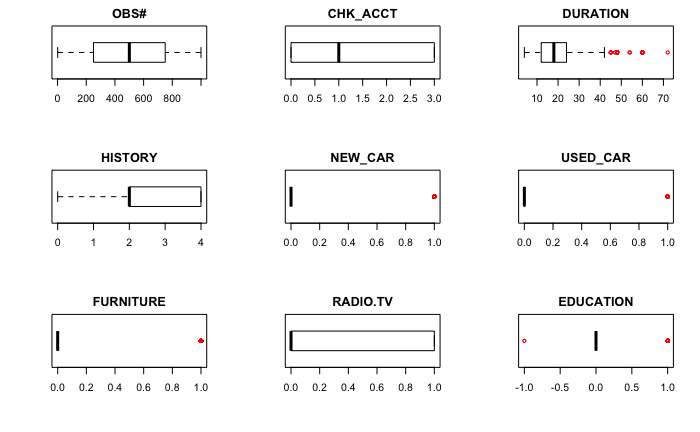 OBS# CHK_ACCT DURATION
0 200 400 600 800 0.0 0.5 1.0 1.5 2.0 2.5 3.0 10 20 30 40 50 60 70
HISTORY NEW_CAR USED_CAR
0 1 2 3 4 0.0 0.2 0.4 0.6 0.8 1.0 0.0 0.2 0.4 0.6 0.8 1.0
FURNITURE RADIO.TV EDUCATION
0.0 0.2 0.4 0.6 0.8 1.0 0.0 0.2 0.4 0.6 0.8 1.0 -1.0 -0.5 0.0 0.5 1.0